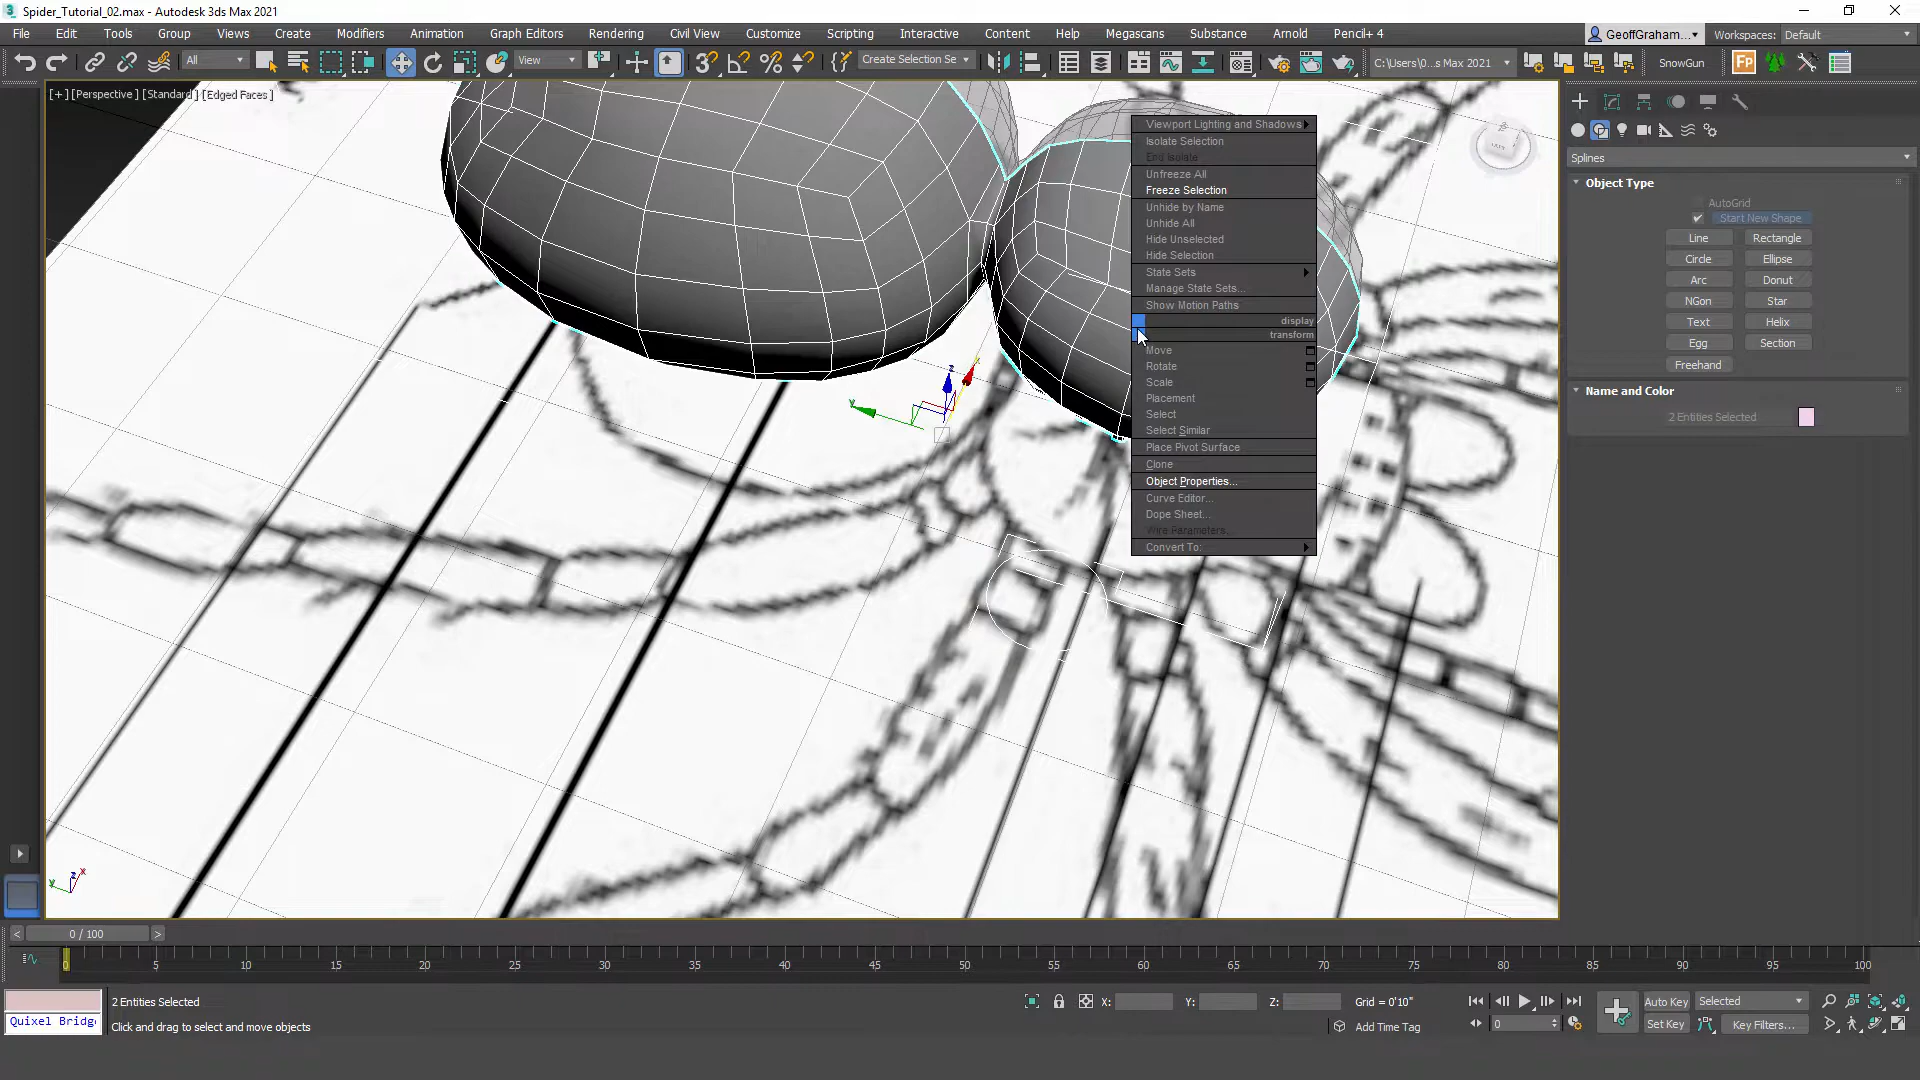 Spider_Tutorial_02.max - Autodesk 3ds Max 2021
File Edit Tools Group Views Create Modifiers Animation Graph Editors Rendering Civil View Customize Scripting Interactive Content Help Megascans Substance Arnold Pencil+ 4 GeoffGraham... Workspaces: Default
All View Create Selection Se C:\Users\0...s Max 2021 SnowGun
[+][Perspective][Standard][Edged Faces]
Viewport Lighting and Shadows
Isolate Selection
End Isolate
Unfreeze All
Freeze Selection
Unhide by Name
Unhide All
Hide Unselected
Hide Selection
State Sets
Manage State Sets...
Show Motion Paths
display
transform
Move
Rotate
Scale
Placement
Select
Select Similar
Place Pivot Surface
Clone
Object Properties...
Curve Editor...
Dope Sheet...
Wire Parameters...
Convert To:
Splines
Object Type
AutoGrid
Start New Shape
Line Rectangle
Circle Ellipse
Arc Donut
NGon Star
Text Helix
Egg Section
Freehand
Name and Color
2 Entities Selected
< 0 / 100 >
0 5 10 15 20 25 30 35 40 45 50 55 60 65 70 75 80 85 90 95 100
2 Entities Selected X: Y: Z: Grid = 0'10" Auto Key Selected
Quixel Bridg Click and drag to select and move objects Add Time Tag 0 Set Key Key Filters...